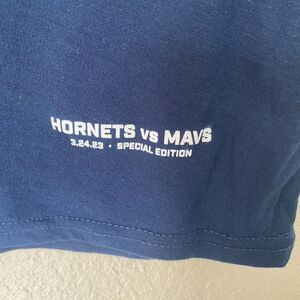 HORNETS vs MAVS
3.24.23 · SPECIAL EDITION